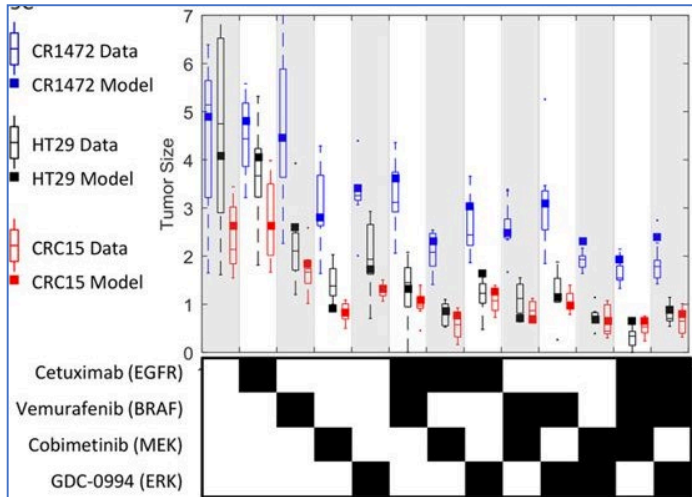 CR1472 Data
CR1472 Model
HT29 Data
HT29 Model
CRC15 Data
CRC15 Model
Tumor Size
7
6
5
4
3
2
1
0
Cetuximab (EGFR)
Vemurafenib (BRAF)
Cobimetinib (MEK)
GDC-0994 (ERK)